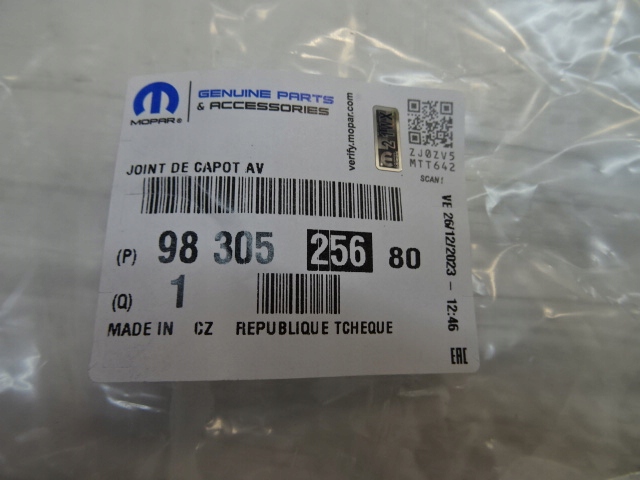 MOPAR®
GENUINE PARTS
& ACCESSORIES
verify.mopar.com
ZJ0ZV5
MTT642
SCAN!
JOINT DE CAPOT AV
(P) 98 305 256 80
(Q) 1
MADE IN CZ REPUBLIQUE TCHEQUE
VE 26/12/2023 - 12:46
EAC